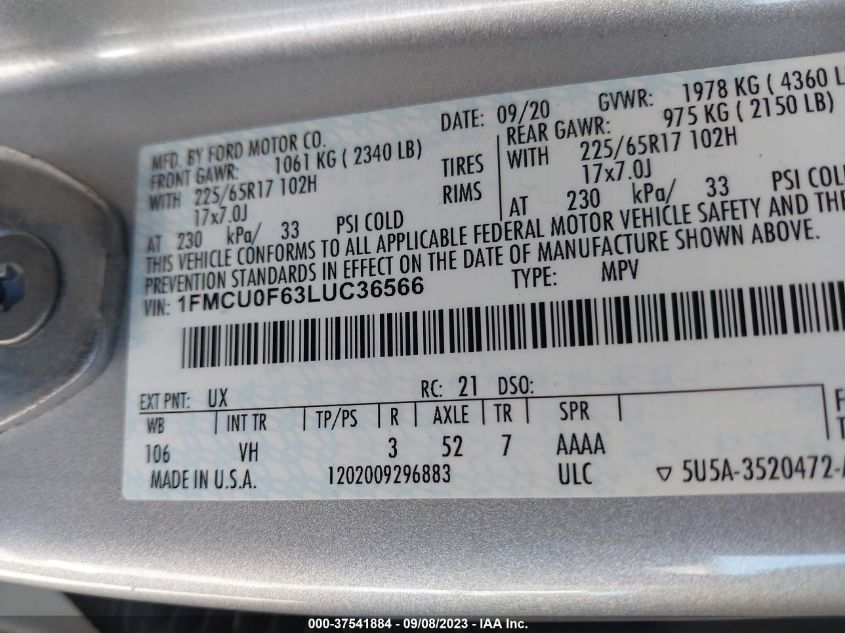 MFD. BY FORD MOTOR CO. DATE: 09/20 GVWR: 1978 KG ( 4360 L
FRONT GAWR: 1061 KG ( 2340 LB) REAR GAWR: 975 KG ( 2150 LB)
WITH 225/65R17 102H TIRES WITH 225/65R17 102H
17x7.0J RIMS 17x7.0J
AT 230 kPa/ 33 PSI COLD AT 230 kPa/ 33 PSI COL
THIS VEHICLE CONFORMS TO ALL APPLICABLE FEDERAL MOTOR VEHICLE SAFETY AND THE
PREVENTION STANDARDS IN EFFECT ON THE DATE OF MANUFACTURE SHOWN ABOVE.
VIN: 1FMCU0F63LUC36566 TYPE: MPV
EXT PNT: UX RC: 21 DSO:
WB INT TR TP/PS R AXLE TR SPR
106 VH 3 52 7 AAAA
MADE IN U.S.A. 1202009296883 ULC ▽ 5U5A-3520472-
000-37541884 - 09/08/2023 - IAA Inc.